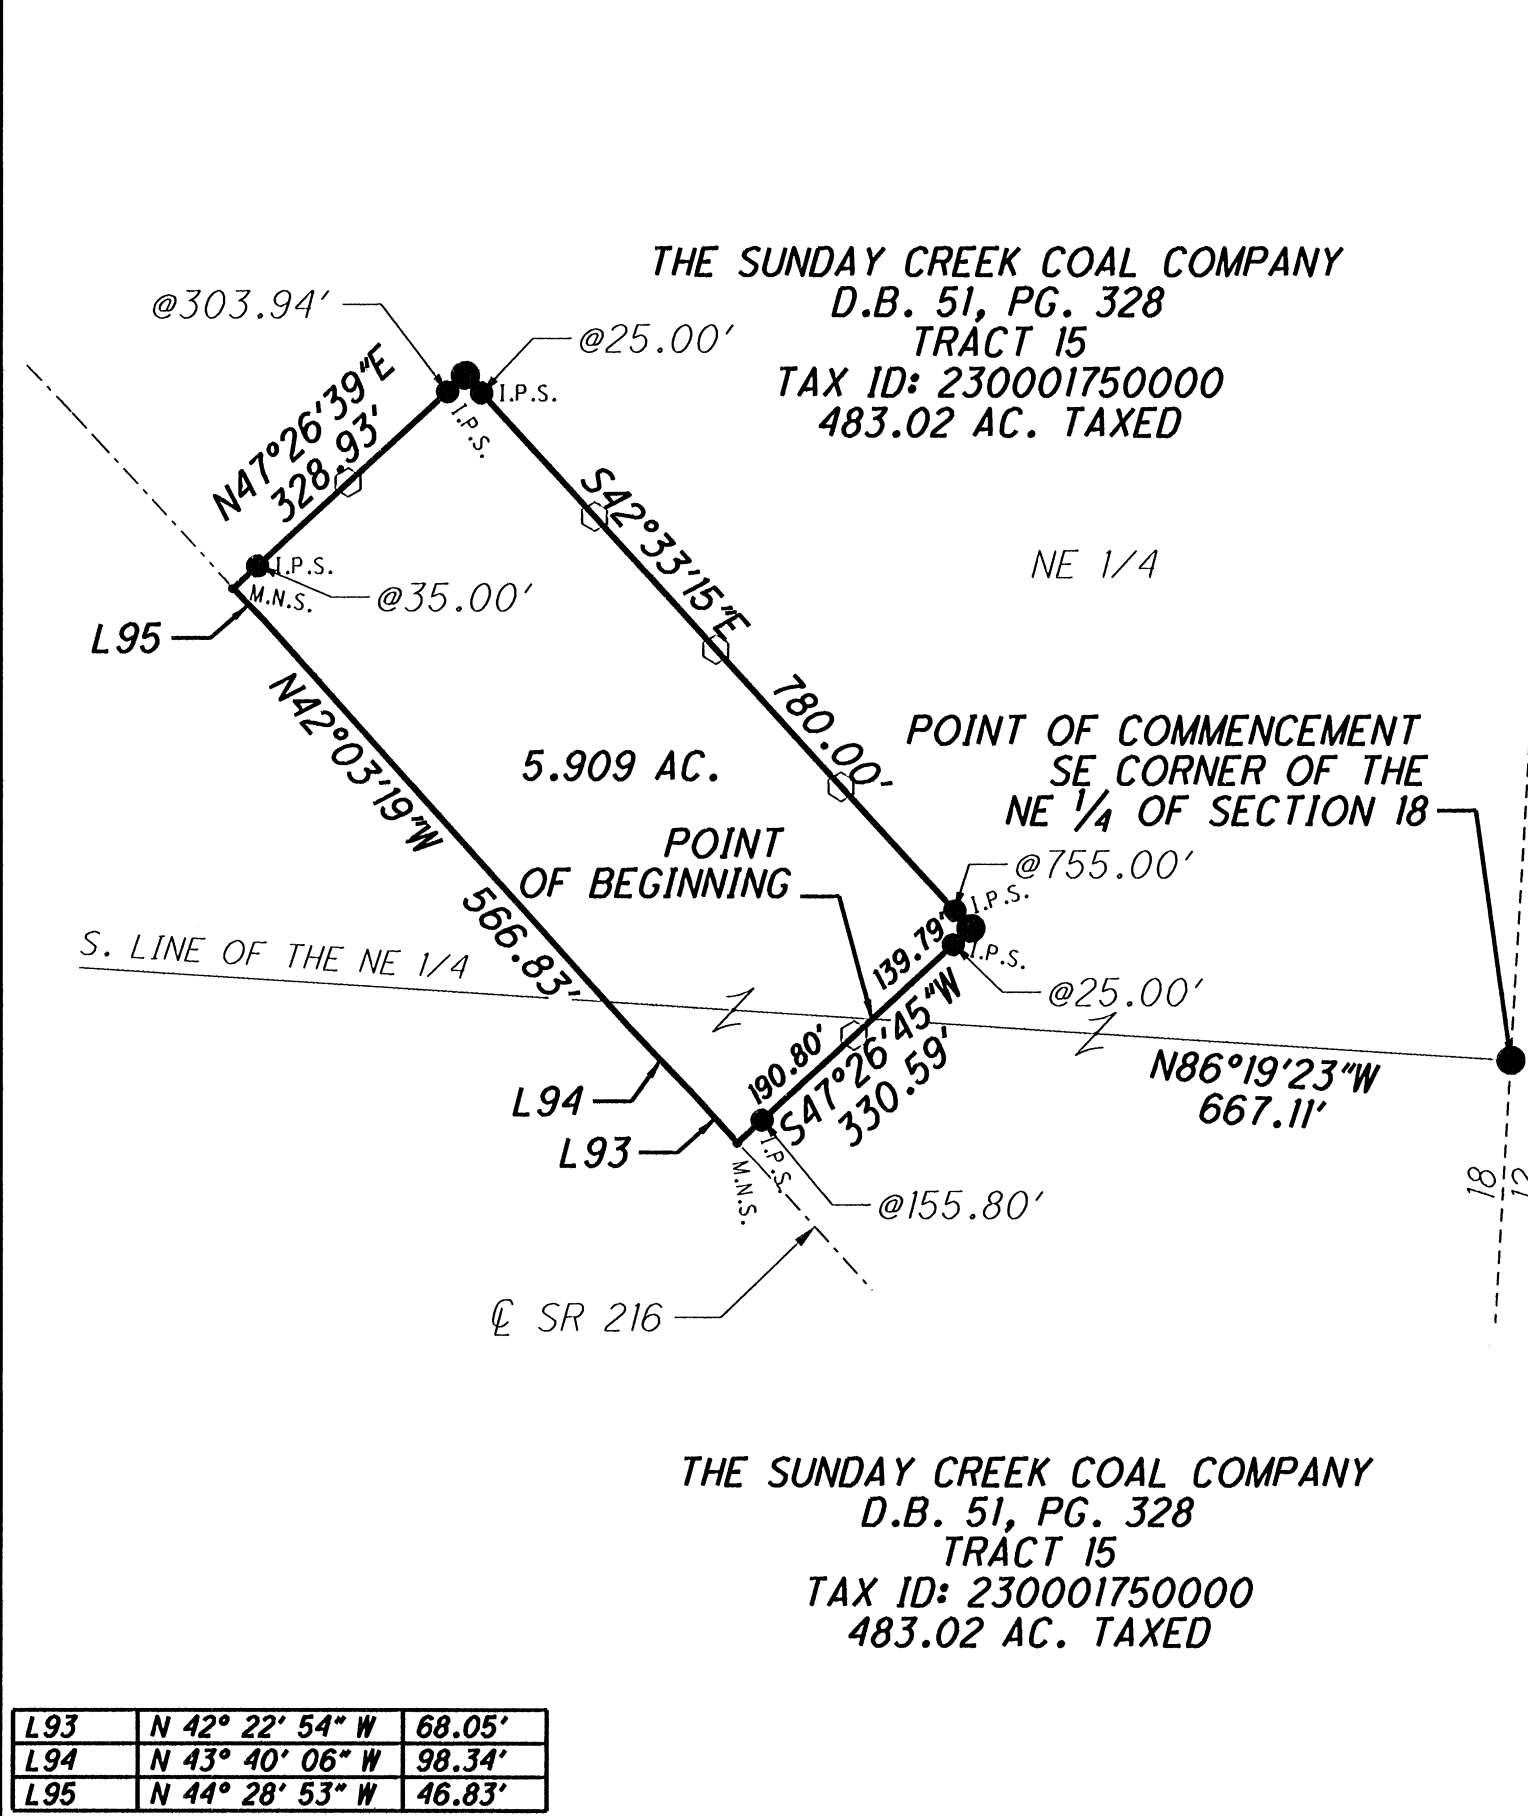 THE SUNDAY CREEK COAL COMPANY
D.B. 51, PG. 328
TRACT 15
TAX ID: 230001750000
483.02 AC. TAXED
@303.94'
@25.00'
I.P.S.
I.P.S.
N47°26'39"E
328.93'
S42°33'15"E
780.00'
NE 1/4
I.P.S.
M.N.S.
@35.00'
L95
N42°03'19"W
566.83'
5.909 AC.
POINT OF COMMENCEMENT
SE CORNER OF THE
NE 1/4 OF SECTION 18
POINT
OF BEGINNING
@755.00'
I.P.S.
139.79'
I.P.S.
@25.00'
S. LINE OF THE NE 1/4
190.80'
S47°26'45"W
330.59'
N86°19'23"W
667.11'
L94
L93
I.P.S.
M.N.S.
@155.80'
18
℄ SR 216
THE SUNDAY CREEK COAL COMPANY
D.B. 51, PG. 328
TRACT 15
TAX ID: 230001750000
483.02 AC. TAXED
L93 N 42° 22' 54" W 68.05'
L94 N 43° 40' 06" W 98.34'
L95 N 44° 28' 53" W 46.83'